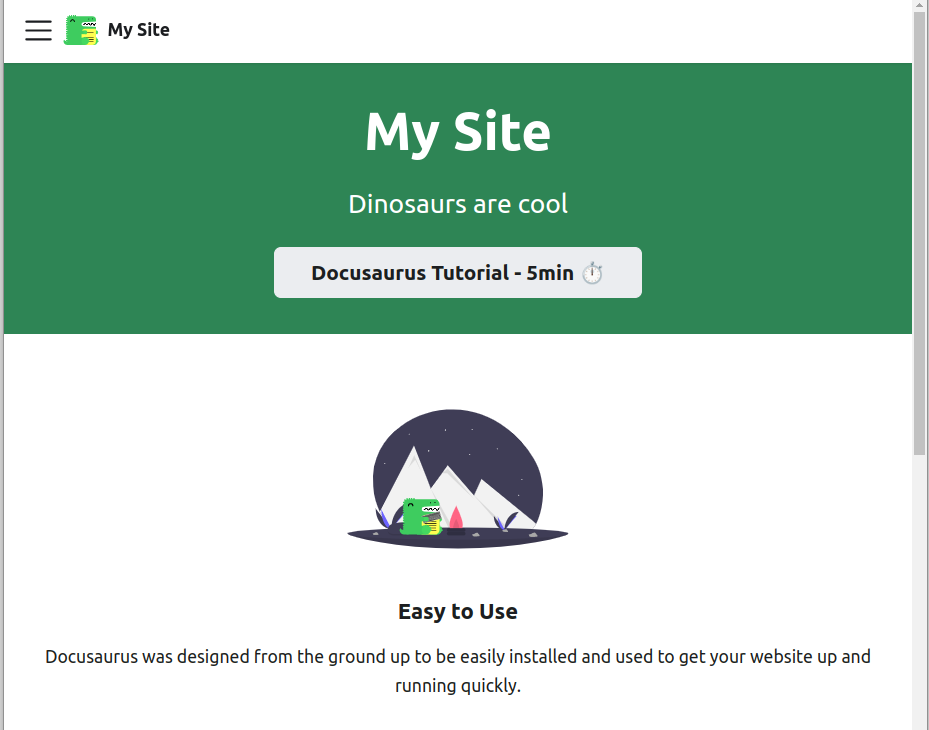 My Site
My Site
Dinosaurs are cool
Docusaurus Tutorial - 5min ⏱️
Easy to Use
Docusaurus was designed from the ground up to be easily installed and used to get your website up and
running quickly.